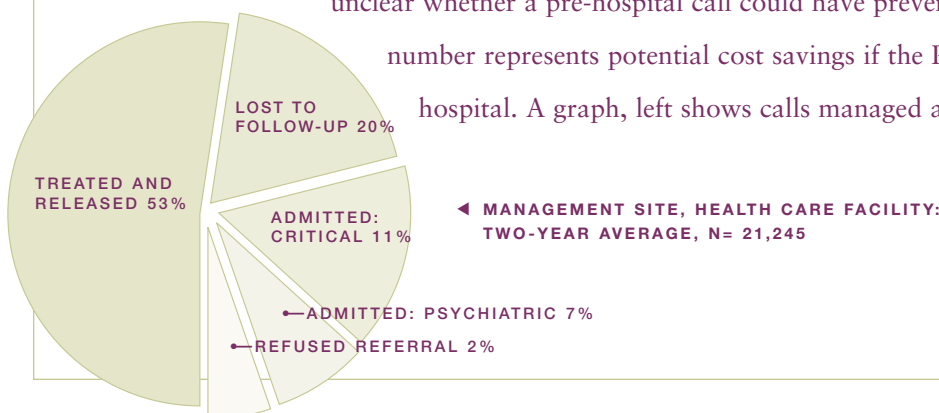 unclear whether a pre-hospital call could have
number represents potential cost savings if the
hospital. A graph, left shows calls managed
LOST TO
FOLLOW-UP 20%
TREATED AND
RELEASED 53%
ADMITTED:
CRITICAL 11%
◀ MANAGEMENT SITE, HEALTH CARE FACILITY:
TWO-YEAR AVERAGE, N= 21,245
ADMITTED: PSYCHIATRIC 7%
REFUSED REFERRAL 2%